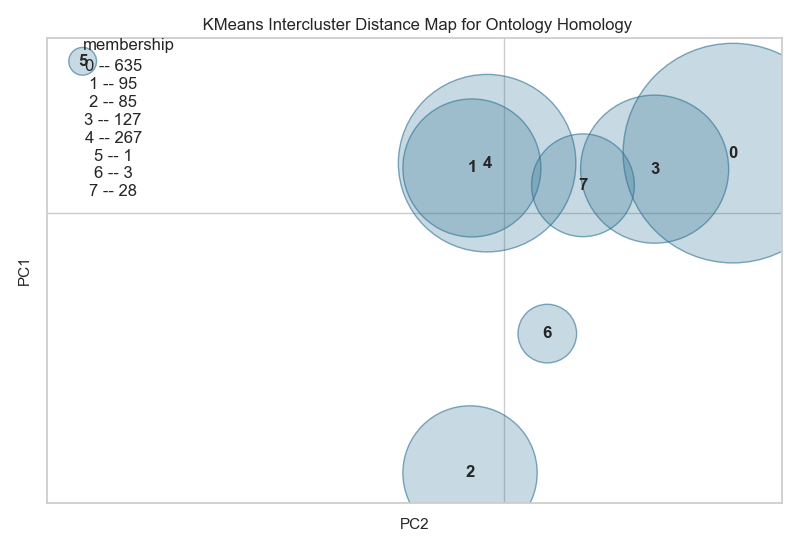 KMeans Intercluster Distance Map for Ontology Homology
membership
5
0 -- 635
1 -- 95
2 -- 85
3 -- 127
4 -- 267
5 -- 1
6 -- 3
7 -- 28
0
1 4
3
7
6
2
PC1
PC2